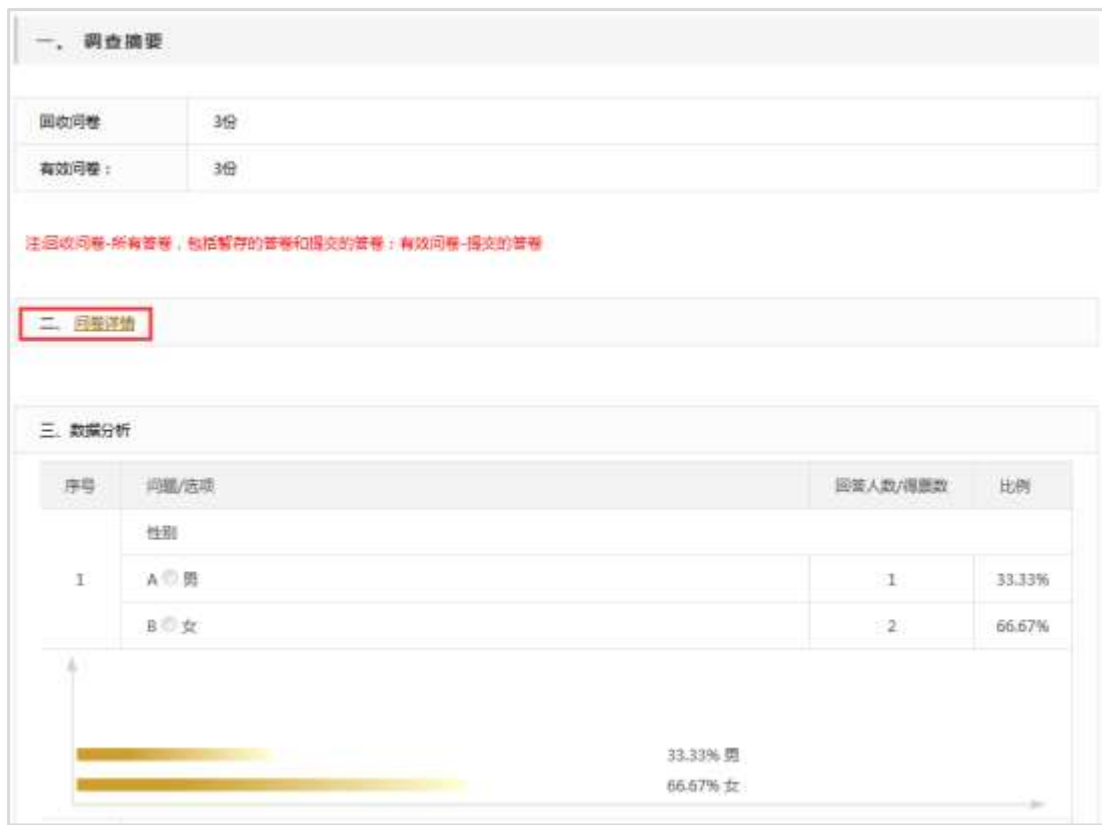 一、 调查摘要
回收问卷 3份
有效问卷： 3份
注:回收问卷-所有答卷，包括暂存的答卷和提交的答卷；有效问卷-提交的答卷
二、 问卷详情
三、数据分析
序号 问题/选项 回答人数/得票数 比例
性别
1 A 男 1 33.33%
B 女 2 66.67%
33.33% 男
66.67% 女